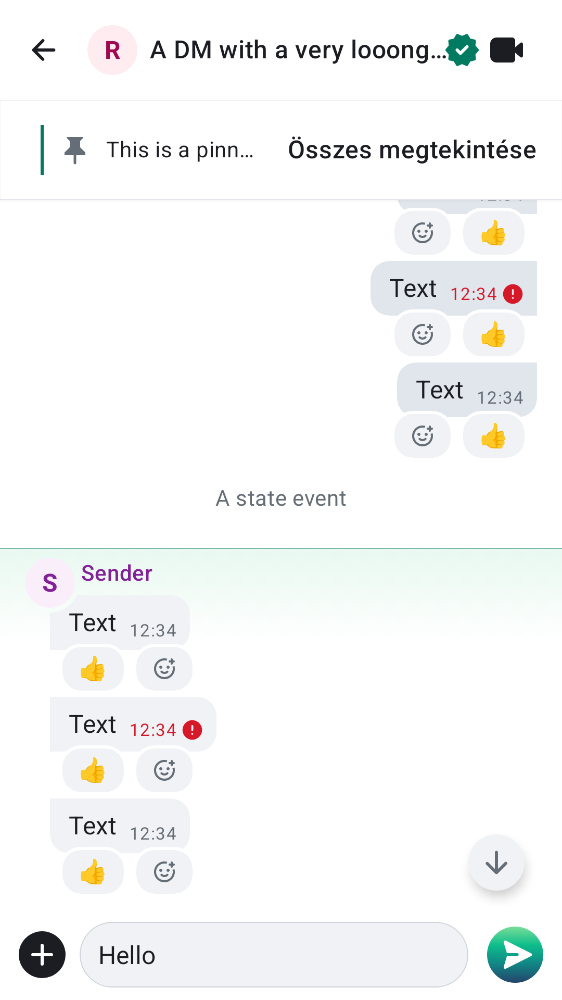 R
A DM with a very looong...
This is a pinn...
Összes megtekintése
Text 12:34
Text 12:34
A state event
S
Sender
Text 12:34
Text 12:34
Text 12:34
Hello